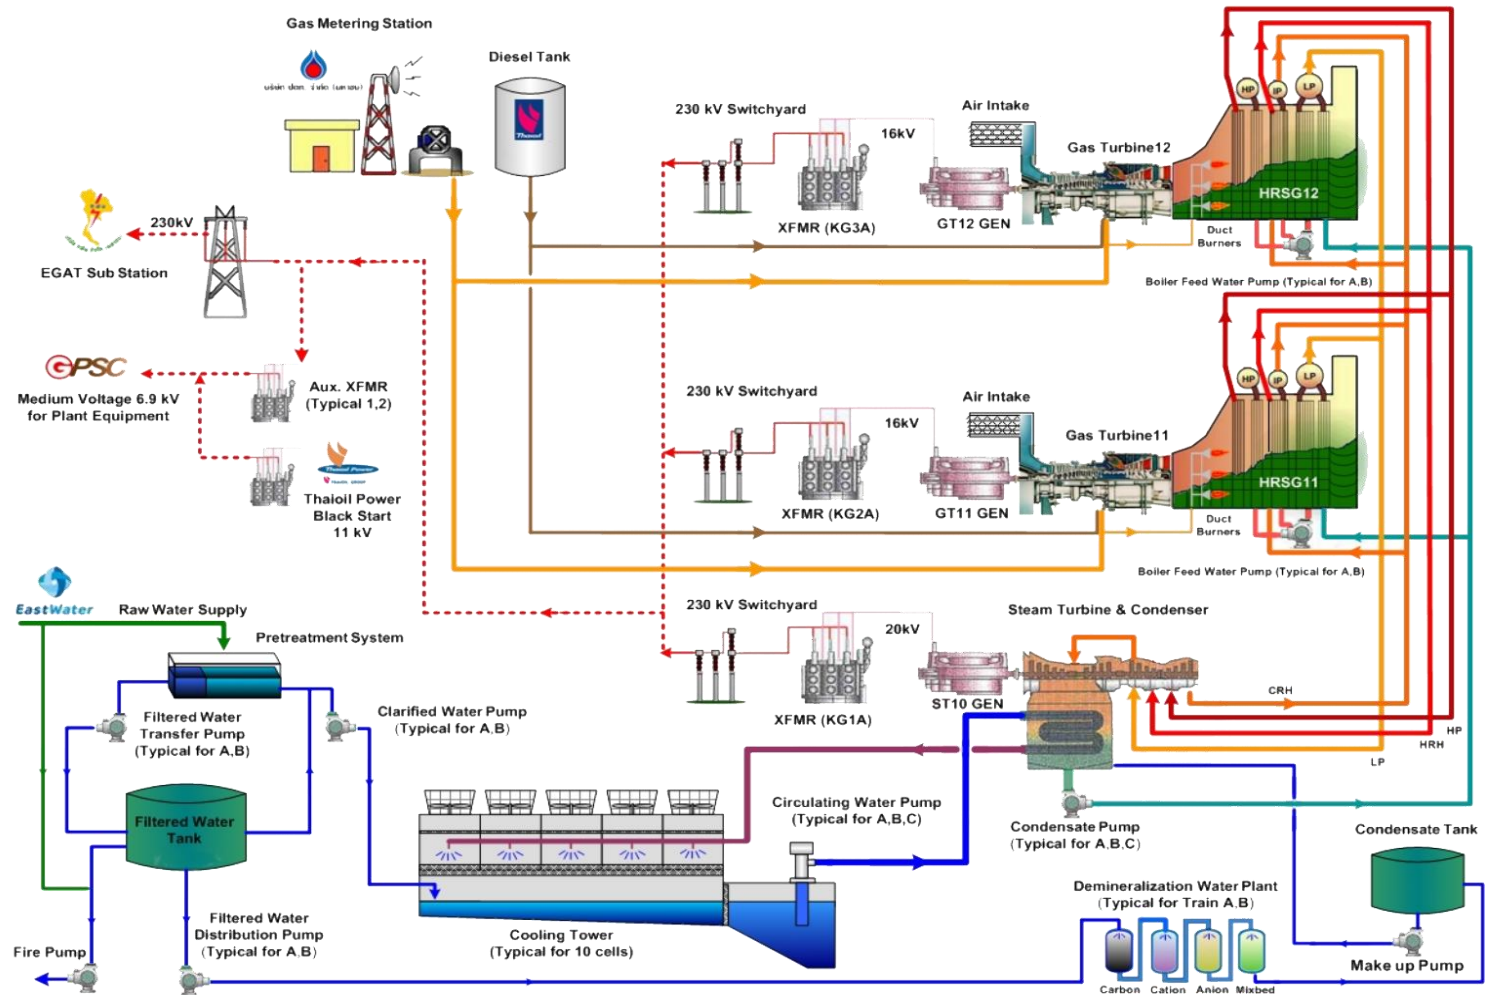 Gas Metering Station
Diesel Tank
Thaioil
230kV
EGAT Sub Station
GPSC
Medium Voltage 6.9 kV
for Plant Equipment
Aux. XFMR
(Typical 1,2)
Thaioil Power
Thaioil Power
Black Start
11 kV
230 kV Switchyard
16kV
XFMR (KG3A)
Air Intake
GT12 GEN
Gas Turbine12
HP
IP
LP
HRSG12
Duct
Burners
Boiler Feed Water Pump (Typical for A,B)
230 kV Switchyard
16kV
XFMR (KG2A)
Air Intake
GT11 GEN
Gas Turbine11
HP
IP
LP
HRSG11
Duct
Burners
Boiler Feed Water Pump (Typical for A,B)
230 kV Switchyard
20kV
XFMR (KG1A)
ST10 GEN
Steam Turbine & Condenser
CRH
HP
HRH
LP
EastWater
Raw Water Supply
Pretreatment System
Filtered Water
Transfer Pump
(Typical for A,B)
Clarified Water Pump
(Typical for A,B)
Filtered Water
Tank
Filtered Water
Distribution Pump
(Typical for A,B)
Fire Pump
Cooling Tower
(Typical for 10 cells)
Circulating Water Pump
(Typical for A,B,C)
Condensate Pump
(Typical for A,B,C)
Condensate Tank
Demineralization Water Plant
(Typical for Train A,B)
Carbon
Cation
Anion
Mixbed
Make up Pump